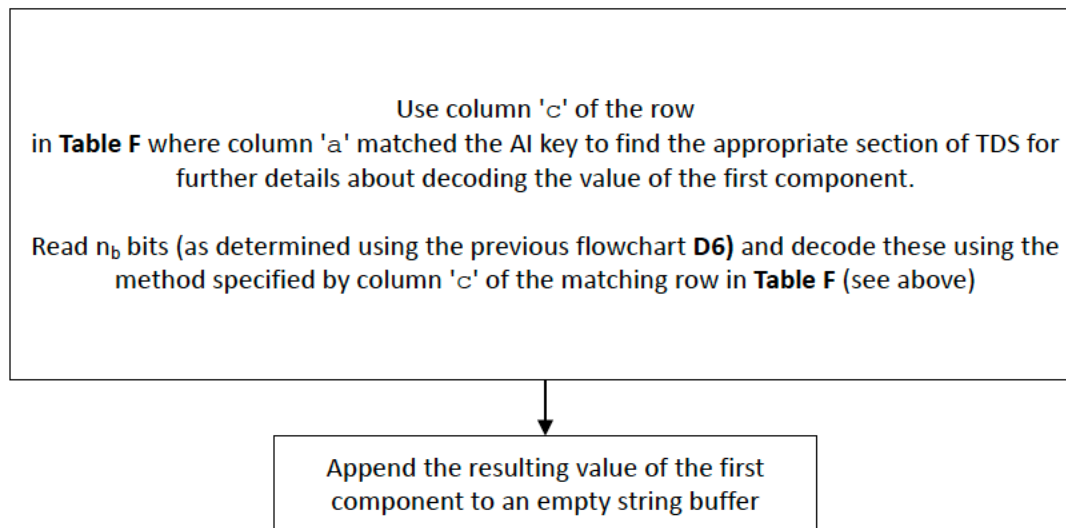 Use column 'c' of the row
in Table F where column 'a' matched the AI key to find the appropriate section of TDS for
further details about decoding the value of the first component.
Read nb bits (as determined using the previous flowchart D6) and decode these using the
method specified by column 'c' of the matching row in Table F (see above)
Append the resulting value of the first
component to an empty string buffer